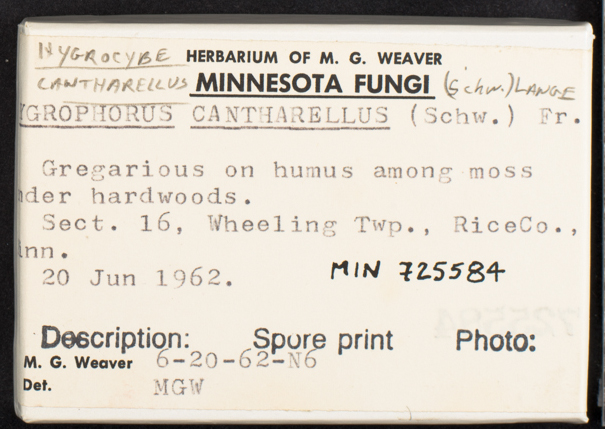 HYGROCYBE HERBARIUM OF M. G. WEAVER
CANTHARELLUS MINNESOTA FUNGI (Schw.) LANGE
YGROPHORUS CANTHARELLUS (Schw.) Fr.
Gregarious on humus among moss
nder hardwoods.
Sect. 16, Wheeling Twp., RiceCo.,
inn.
20 Jun 1962. MIN 725584
Description: Spore print Photo:
M. G. Weaver 6-20-62-N6
Det. MGW